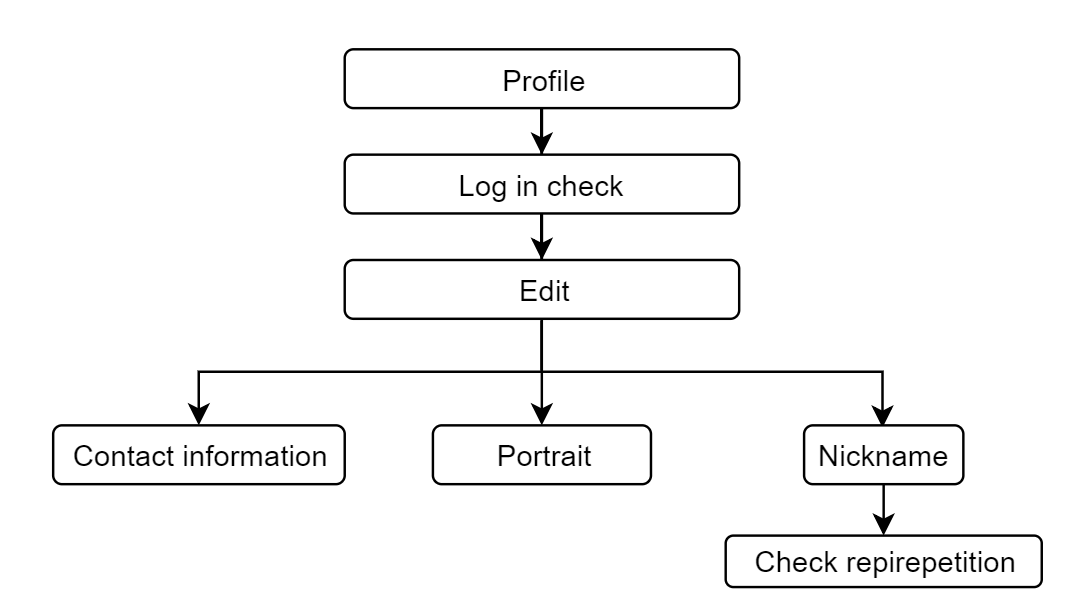 Profile
Log in check
Edit
Contact information
Portrait
Nickname
Check repirepetition